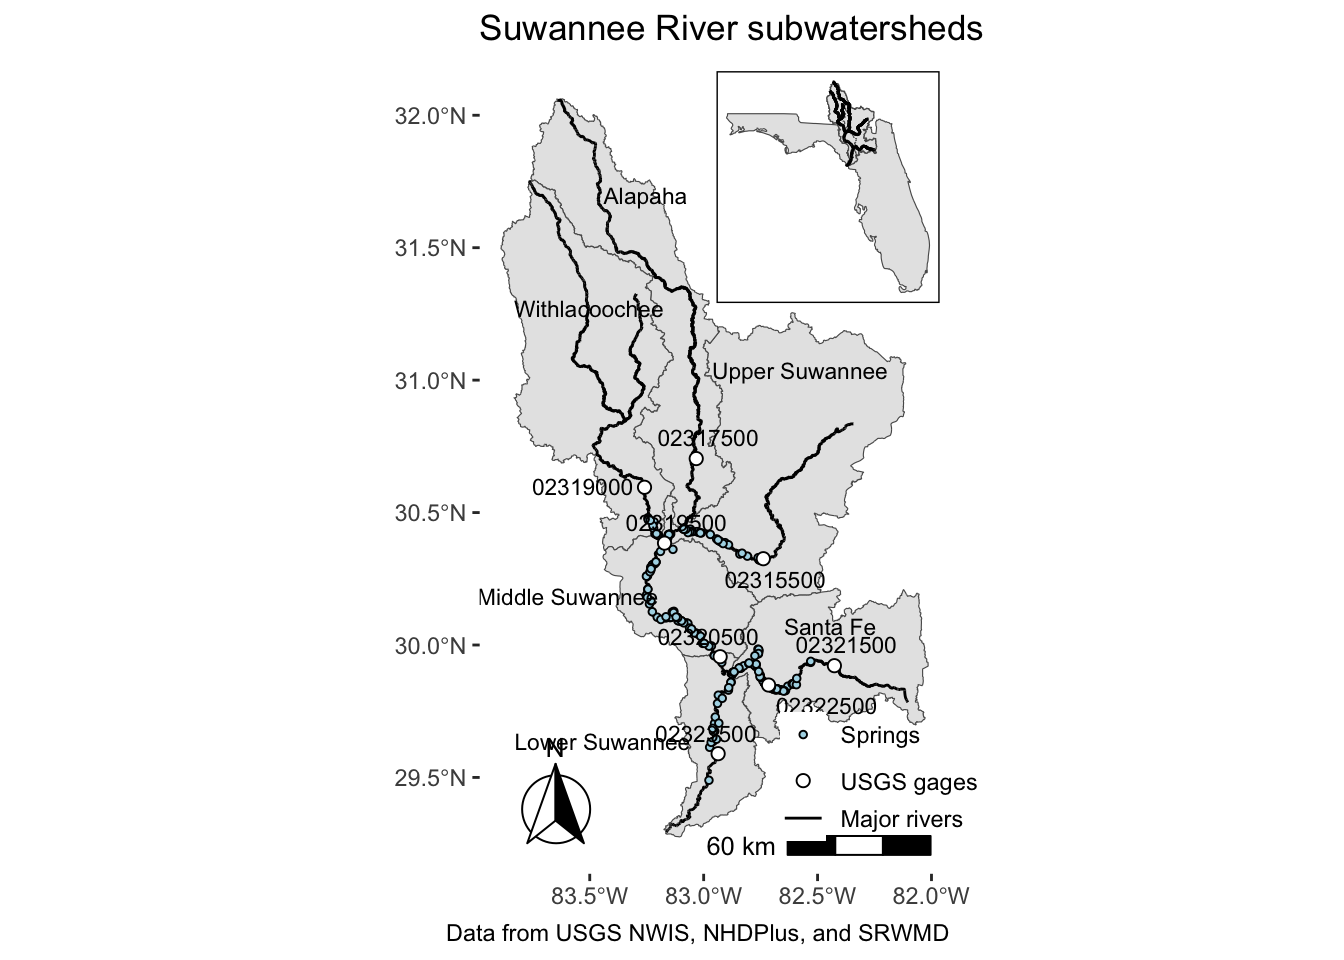 Suwannee River subwatersheds
32.0°N
Alapaha
31.5°N
Withlacoochee
31.0°N
Upper Suwannee
02317500
02319000
30.5°N
02319500
02315500
Middle Suwannee
Santa Fe
02320500
30.0°N
02321500
02322500
02323500
Springs
Lower Suwannee
N
29.5°N
USGS gages
Major rivers
60 km
83.5°W 83.0°W 82.5°W 82.0°W
Data from USGS NWIS, NHDPlus, and SRWMD